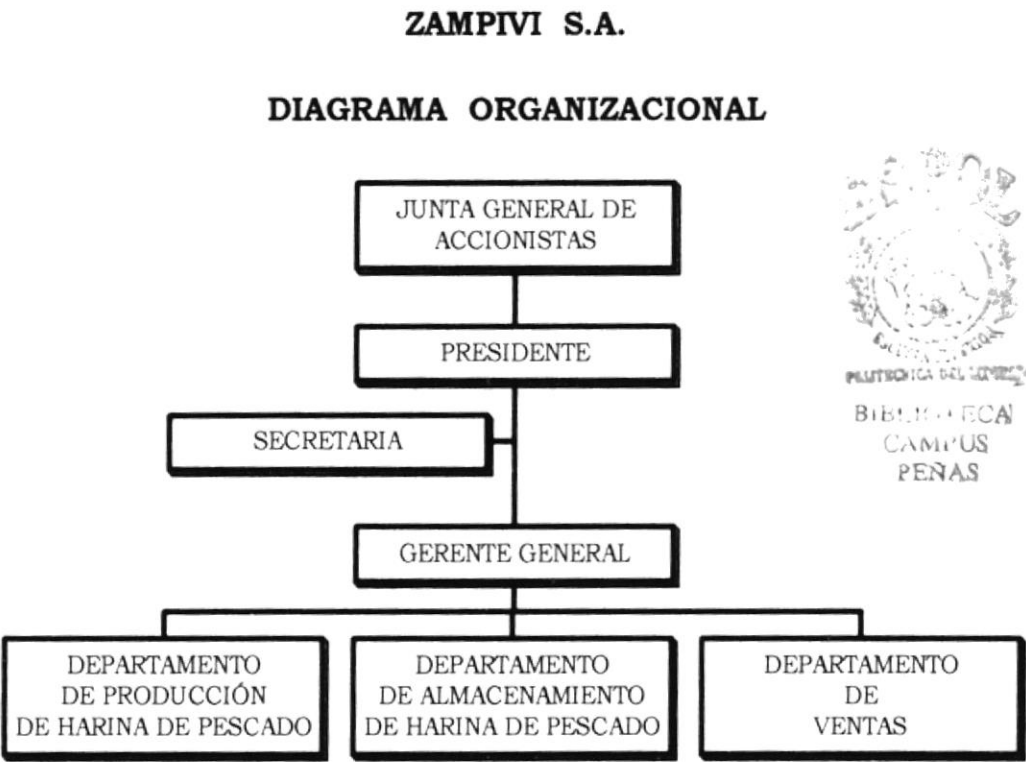 ZAMPIVI S.A.
DIAGRAMA ORGANIZACIONAL
JUNTA GENERAL DE
ACCIONISTAS
PRESIDENTE
SECRETARIA
CAMPUS
PEÑAS
GERENTE GENERAL
DEPARTAMENTO
DE PRODUCCIÓN
DE HARINA DE PESCADO
DEPARTAMENTO
DE ALMACENAMIENTO
DE HARINA DE PESCADO
DEPARTAMENTO
DE
VENTAS